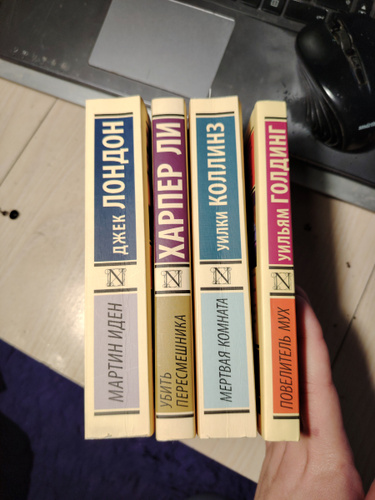 ДЖЕК ЛОНДОН
МАРТИН ИДЕН
ХАРПЕР ЛИ
УБИТЬ
ПЕРЕСМЕШНИКА
УИЛКИ КОЛЛИНЗ
МЕРТВАЯ КОМНАТА
УИЛЬЯМ ГОЛДИНГ
ПОВЕЛИТЕЛЬ МУХ